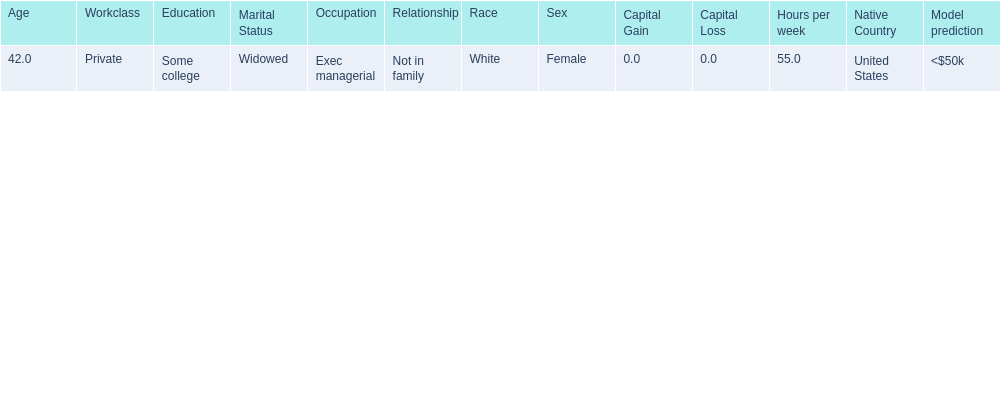 Age Workclass Education Marital Status Occupation Relationship Race Sex Capital Gain Capital Loss Hours per week Native Country Model prediction
42.0 Private Some college Widowed Exec managerial Not in family White Female 0.0 0.0 55.0 United States <$50k